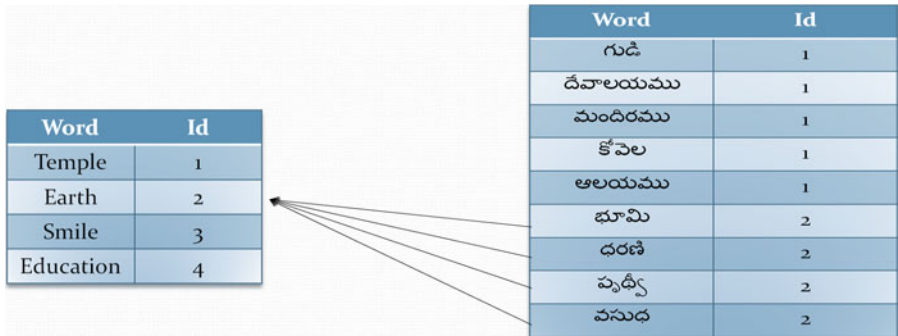 Word Id
Temple 1
Earth 2
Smile 3
Education 4
Word Id
గుడి 1
దేవాలయము 1
మందిరము 1
కోవెల 1
ఆలయము 1
భూమి 2
ధరణి 2
పృథ్వీ 2
వసుధ 2